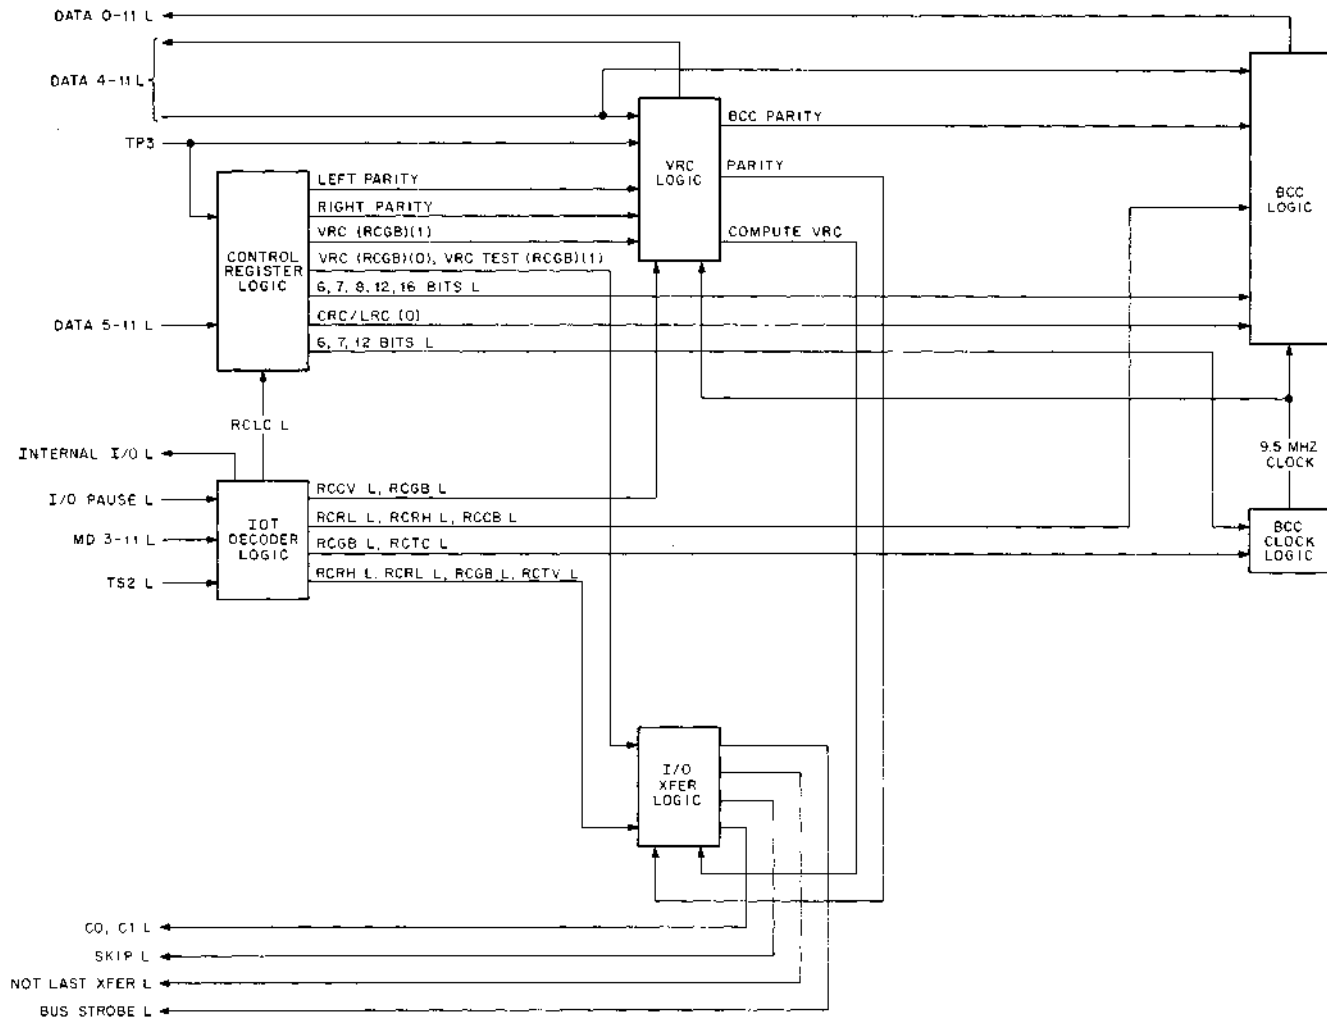 DATA 0-11 L
DATA 4-11 L
TP3
LEFT PARITY
RIGHT PARITY
VRC (RCGB)(1)
VRC (RCGB)(0), VRC TEST (RCGB)(1)
6, 7, 8, 12, 16 BITS L
CRC/LRC (0)
6, 7, 12 BITS L
CONTROL
REGISTER
LOGIC
DATA 5-11 L
VRC
LOGIC
BCC PARITY
PARITY
COMPUTE VRC
BCC
LOGIC
RCLC L
INTERNAL I/O L
I/O PAUSE L
MD 3-11 L
TS2 L
IOT
DECODER
LOGIC
RCCV L, RCGB L
RCRL L, RCRH L, RCCB L
RCGB L, RCTC L
RCRH L, RCRL L, RCGB L, RCTV L
9.5 MHZ
CLOCK
BCC
CLOCK
LOGIC
I/O
XFER
LOGIC
C0, C1 L
SKIP L
NOT LAST XFER L
BUS STROBE L